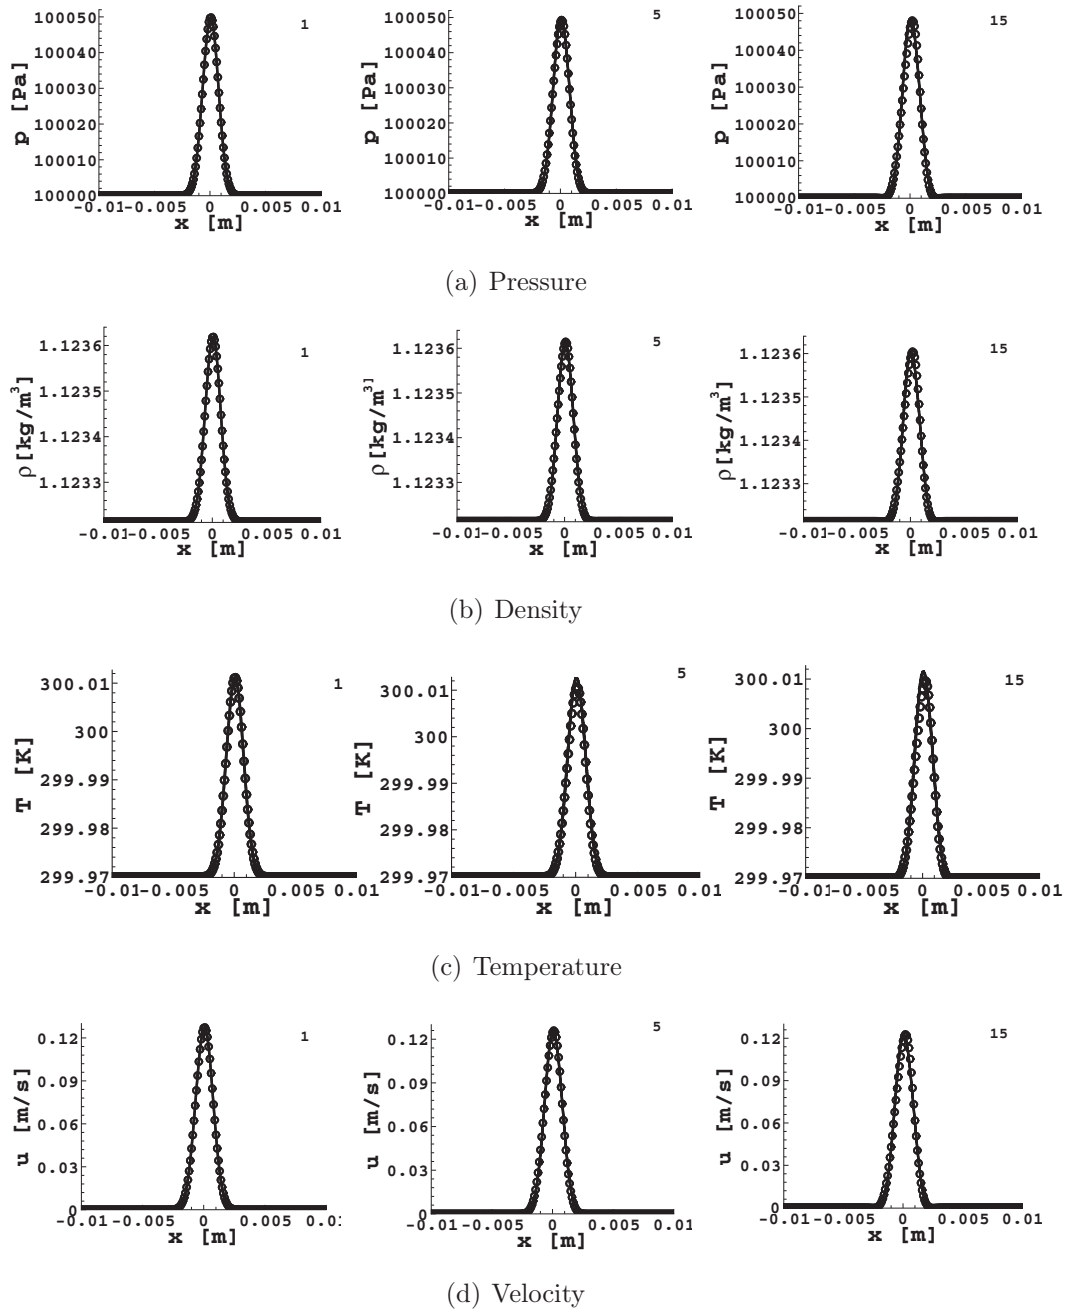 100050
100040
100030
100020
100010
100000
p [Pa]
-0.01 -0.005 0 0.005 0.01
x [m]
1
100050
100040
100030
100020
100010
100000
p [Pa]
-0.01 -0.005 0 0.005 0.01
x [m]
5
100050
100040
100030
100020
100010
100000
p [Pa]
-0.01 -0.005 0 0.005 0.01
x [m]
15
(a) Pressure
1.1236
1.1235
1.1234
1.1233
ρ[kg/m³]
-0.01 -0.005 0 0.005 0.01
x [m]
1
1.1236
1.1235
1.1234
1.1233
ρ[kg/m³]
-0.01 -0.005 0 0.005 0.01
x [m]
5
1.1236
1.1235
1.1234
1.1233
ρ[kg/m³]
-0.01 -0.005 0 0.005 0.01
x [m]
15
(b) Density
300.01
300
299.99
299.98
299.97
T [K]
-0.01 -0.005 0 0.005 0.01
x [m]
1
300.01
300
299.99
299.98
299.97
T [K]
-0.01 -0.005 0 0.005 0.01
x [m]
5
300.01
300
299.99
299.98
299.97
T [K]
-0.01 -0.005 0 0.005 0.01
x [m]
15
(c) Temperature
0.12
0.09
0.06
0.03
0
u [m/s]
-0.01 -0.005 0 0.005 0.01
x [m]
1
0.12
0.09
0.06
0.03
0
u [m/s]
-0.01 -0.005 0 0.005 0.01
x [m]
5
0.12
0.09
0.06
0.03
0
u [m/s]
-0.01 -0.005 0 0.005 0.01
x [m]
15
(d) Velocity